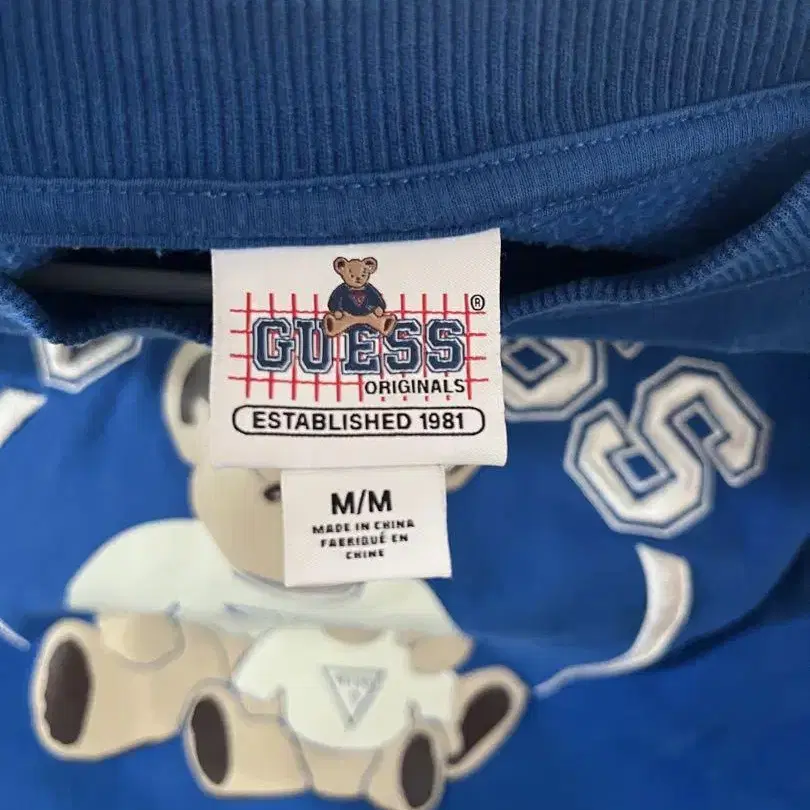 GUESS®
ORIGINALS
ESTABLISHED 1981
M/M
MADE IN CHINA
FABRIQUÉ EN
CHINE
S